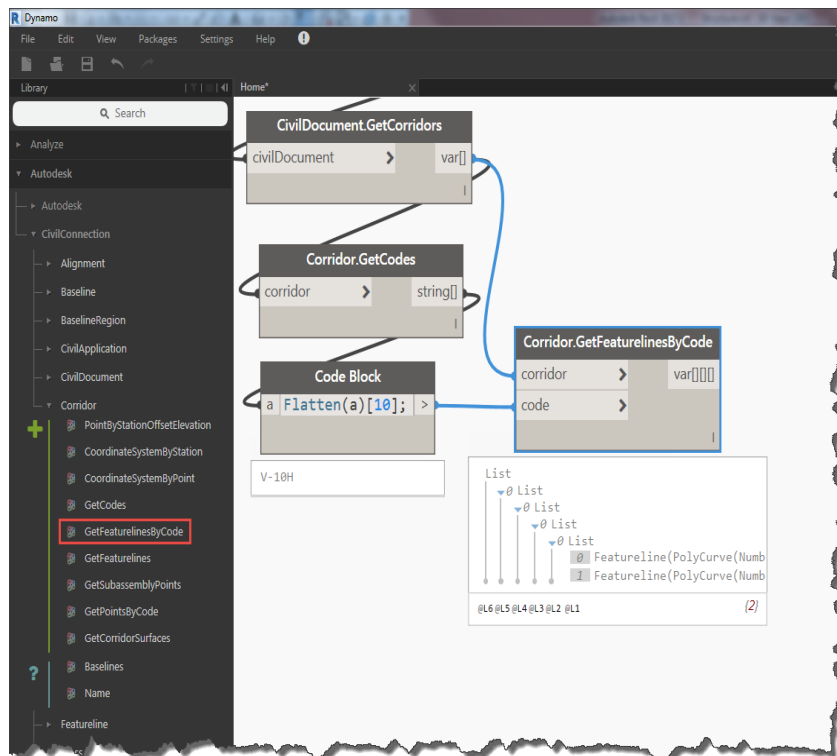 Dynamo
File Edit View Packages Settings Help !
Library
Home*
Search
Analyze
Autodesk
Autodesk
CivilConnection
Alignment
Baseline
BaselineRegion
CivilApplication
CivilDocument
Corridor
PointByStationOffsetElevation
CoordinateSystemByStation
CoordinateSystemByPoint
GetCodes
GetFeaturelinesByCode
GetFeaturelines
GetSubassemblyPoints
GetPointsByCode
GetCorridorSurfaces
? Baselines
Name
Featureline
CivilDocument.GetCorridors
civilDocument > var[]
Corridor.GetCodes
corridor > string[]
Code Block
a Flatten(a)[10]; >
V-10H
Corridor.GetFeaturelinesByCode
corridor > var[][][]
code >
List
0 List
0 List
0 List
0 List
0 Featureline(PolyCurve(Numb
1 Featureline(PolyCurve(Numb
@L6 @L5 @L4 @L3 @L2 @L1 {2}